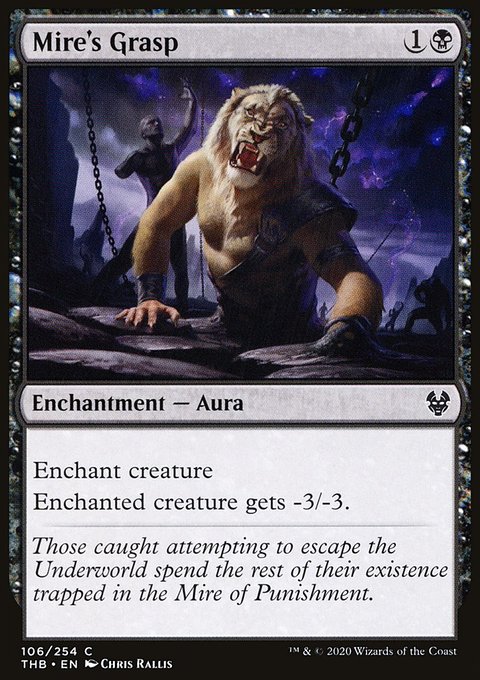 Mire's Grasp 1
Enchantment — Aura
Enchant creature
Enchanted creature gets -3/-3.
Those caught attempting to escape the
Underworld spend the rest of their existence
trapped in the Mire of Punishment.
106/254 C
THB • EN Chris Rallis
™ & © 2020 Wizards of the Coast